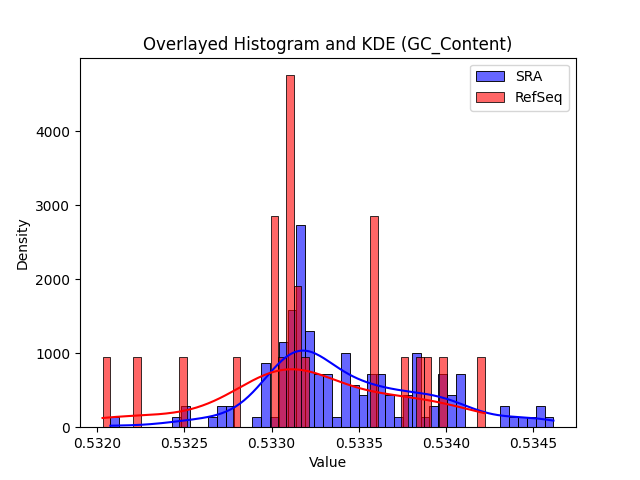 Overlayed Histogram and KDE (GC_Content)
SRA
RefSeq
4000
3000
2000
1000
0
Density
0.5320 0.5325 0.5330 0.5335 0.5340 0.5345
Value